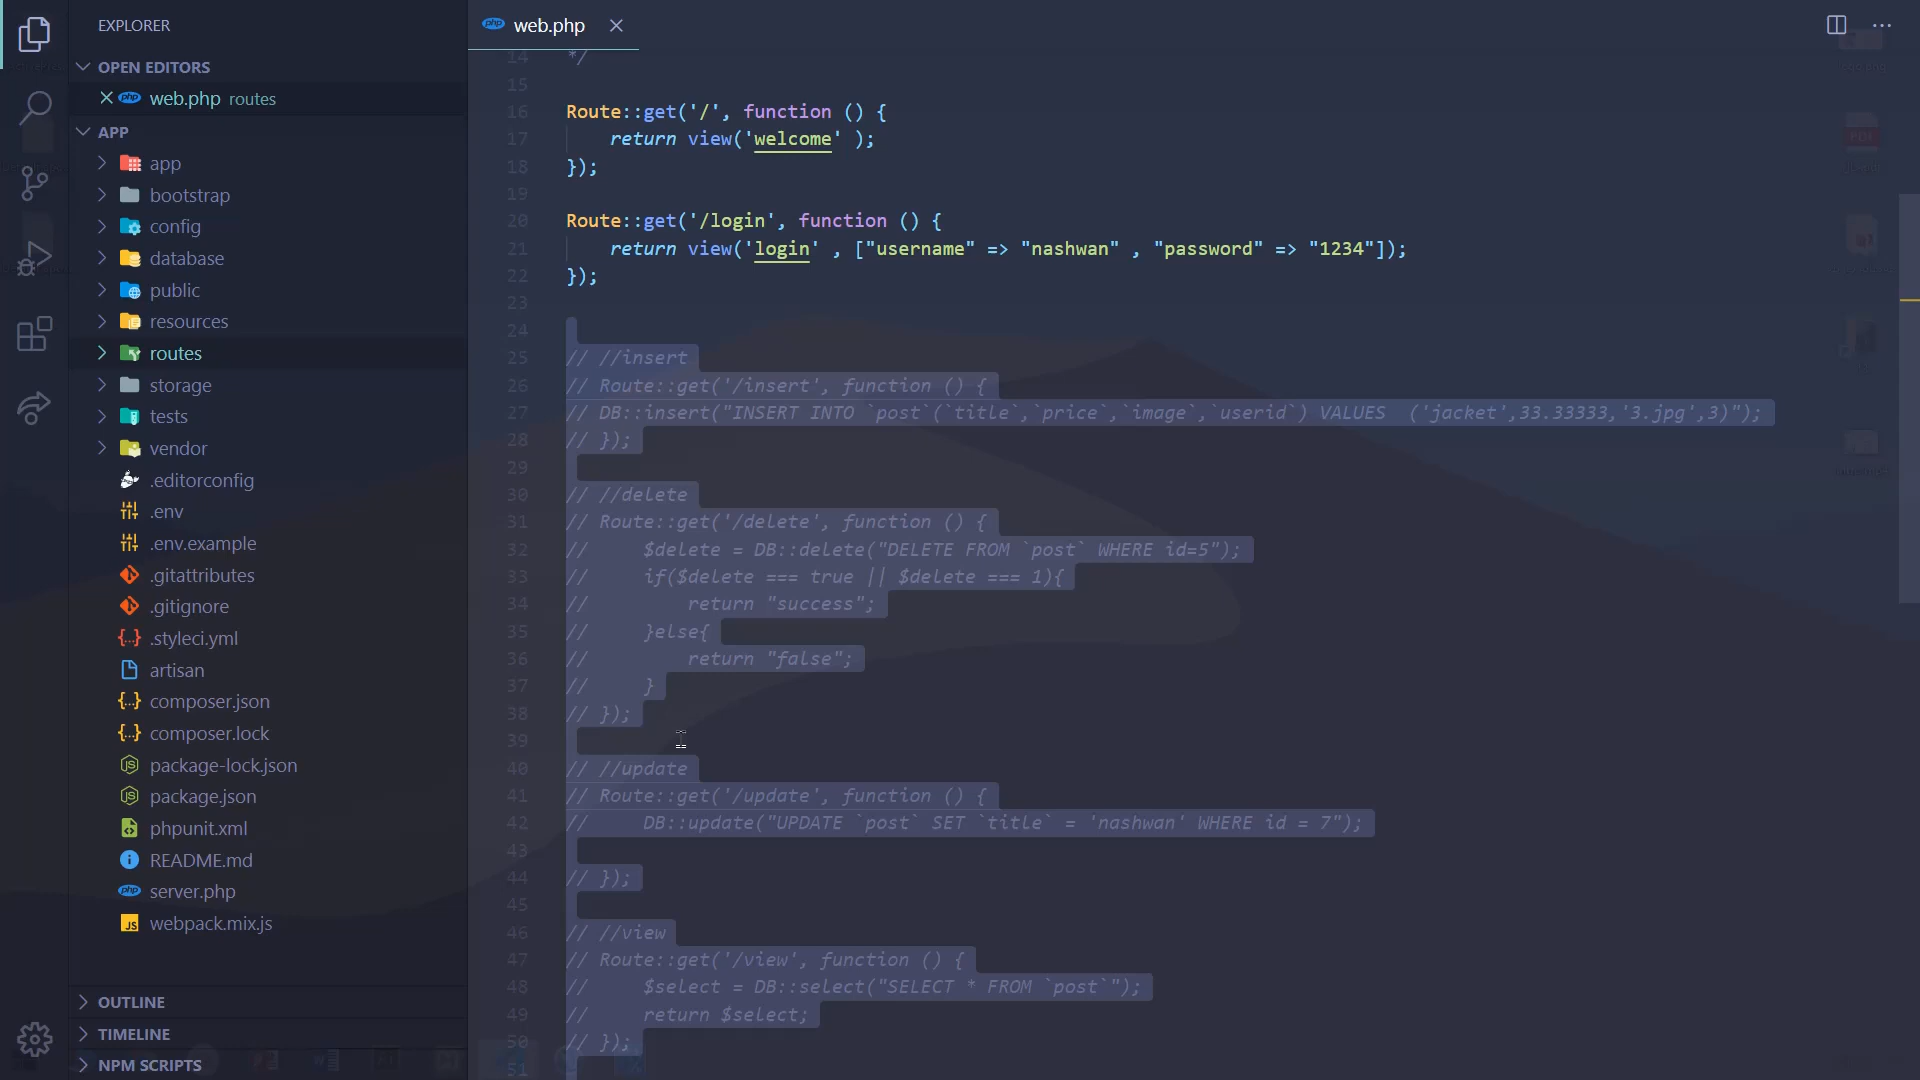 EXPLORER
OPEN EDITORS
web.php routes
APP
app
bootstrap
config
database
public
resources
routes
storage
tests
vendor
.editorconfig
.env
.env.example
.gitattributes
.gitignore
.styleci.yml
artisan
composer.json
composer.lock
package-lock.json
package.json
phpunit.xml
README.md
server.php
webpack.mix.js
OUTLINE
TIMELINE
NPM SCRIPTS
web.php
14 */
15
16 Route::get('/', function () {
17     return view('welcome' );
18 });
19
20 Route::get('/login', function () {
21     return view('login' , ["username" => "nashwan" , "password" => "1234"]);
22 });
23
24
25 // //insert
26 // Route::get('/insert', function () {
27 // DB::insert("INSERT INTO `post`(`title`,`price`,`image`,`userid`) VALUES  ('jacket',33.33333,'3.jpg',3)");
28 // });
29
30 // //delete
31 // Route::get('/delete', function () {
32 //     $delete = DB::delete("DELETE FROM `post` WHERE id=5");
33 //     if($delete === true || $delete === 1){
34 //         return "success";
35 //     }else{
36 //         return "false";
37 //     }
38 // });
39
40 // //update
41 // Route::get('/update', function () {
42 //     DB::update("UPDATE `post` SET `title` = 'nashwan' WHERE id = 7");
43
44 // });
45
46 // //view
47 // Route::get('/view', function () {
48 //     $select = DB::select("SELECT * FROM `post`");
49 //     return $select;
50 // });
51